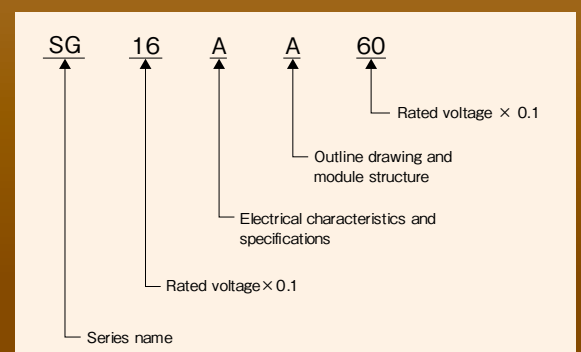 SG 16 A A 60
Rated voltage × 0.1
Outline drawing and
module structure
Electrical characteristics and
specifications
Rated voltage×0.1
Series name